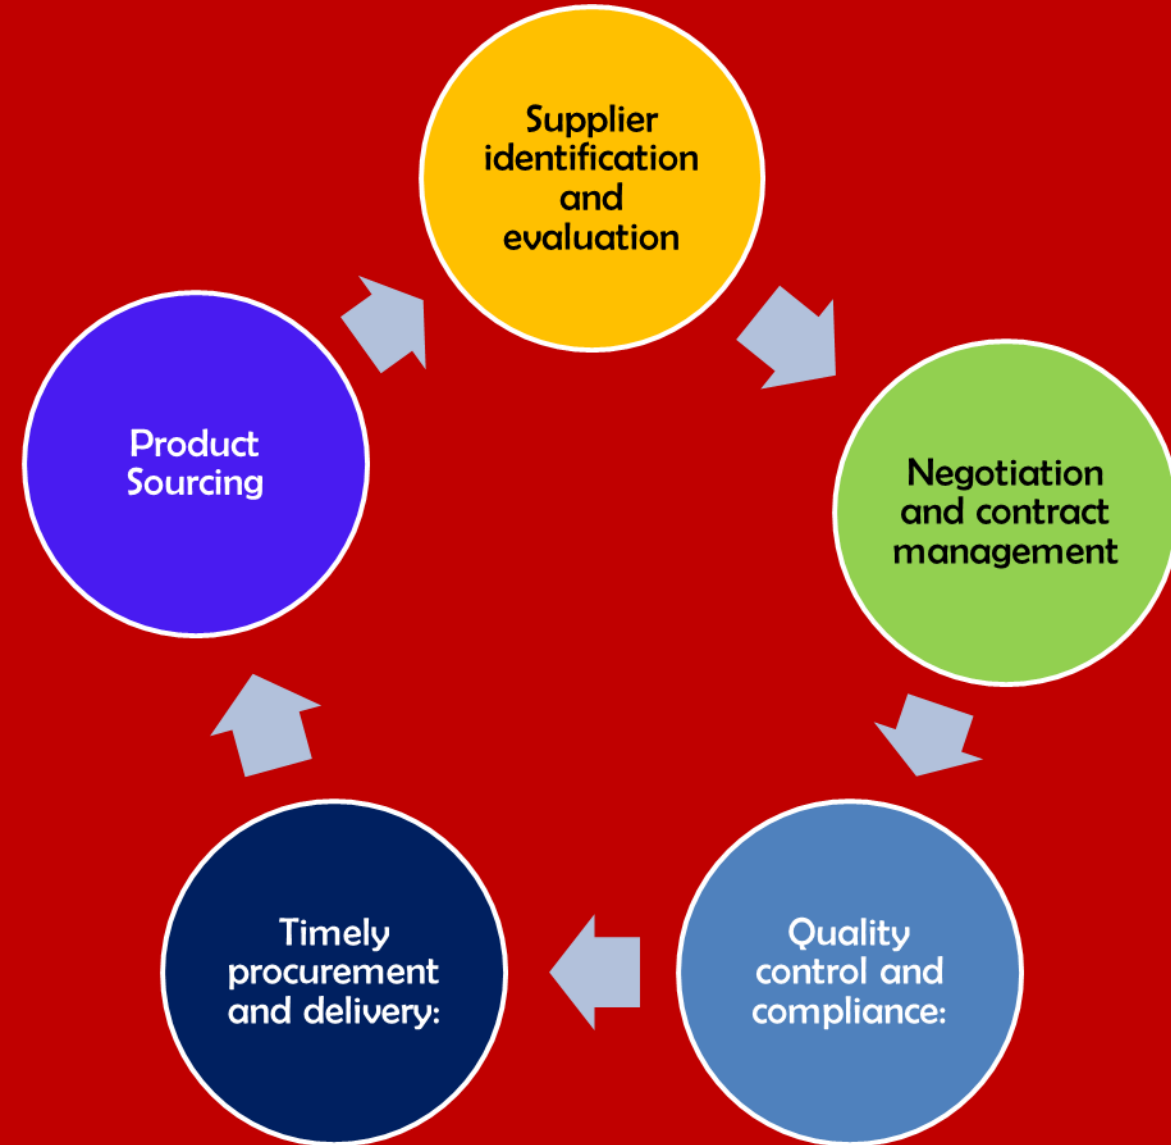 Supplier
identification
and
evaluation
Negotiation
and contract
management
Quality
control and
compliance:
Timely
procurement
and delivery:
Product
Sourcing